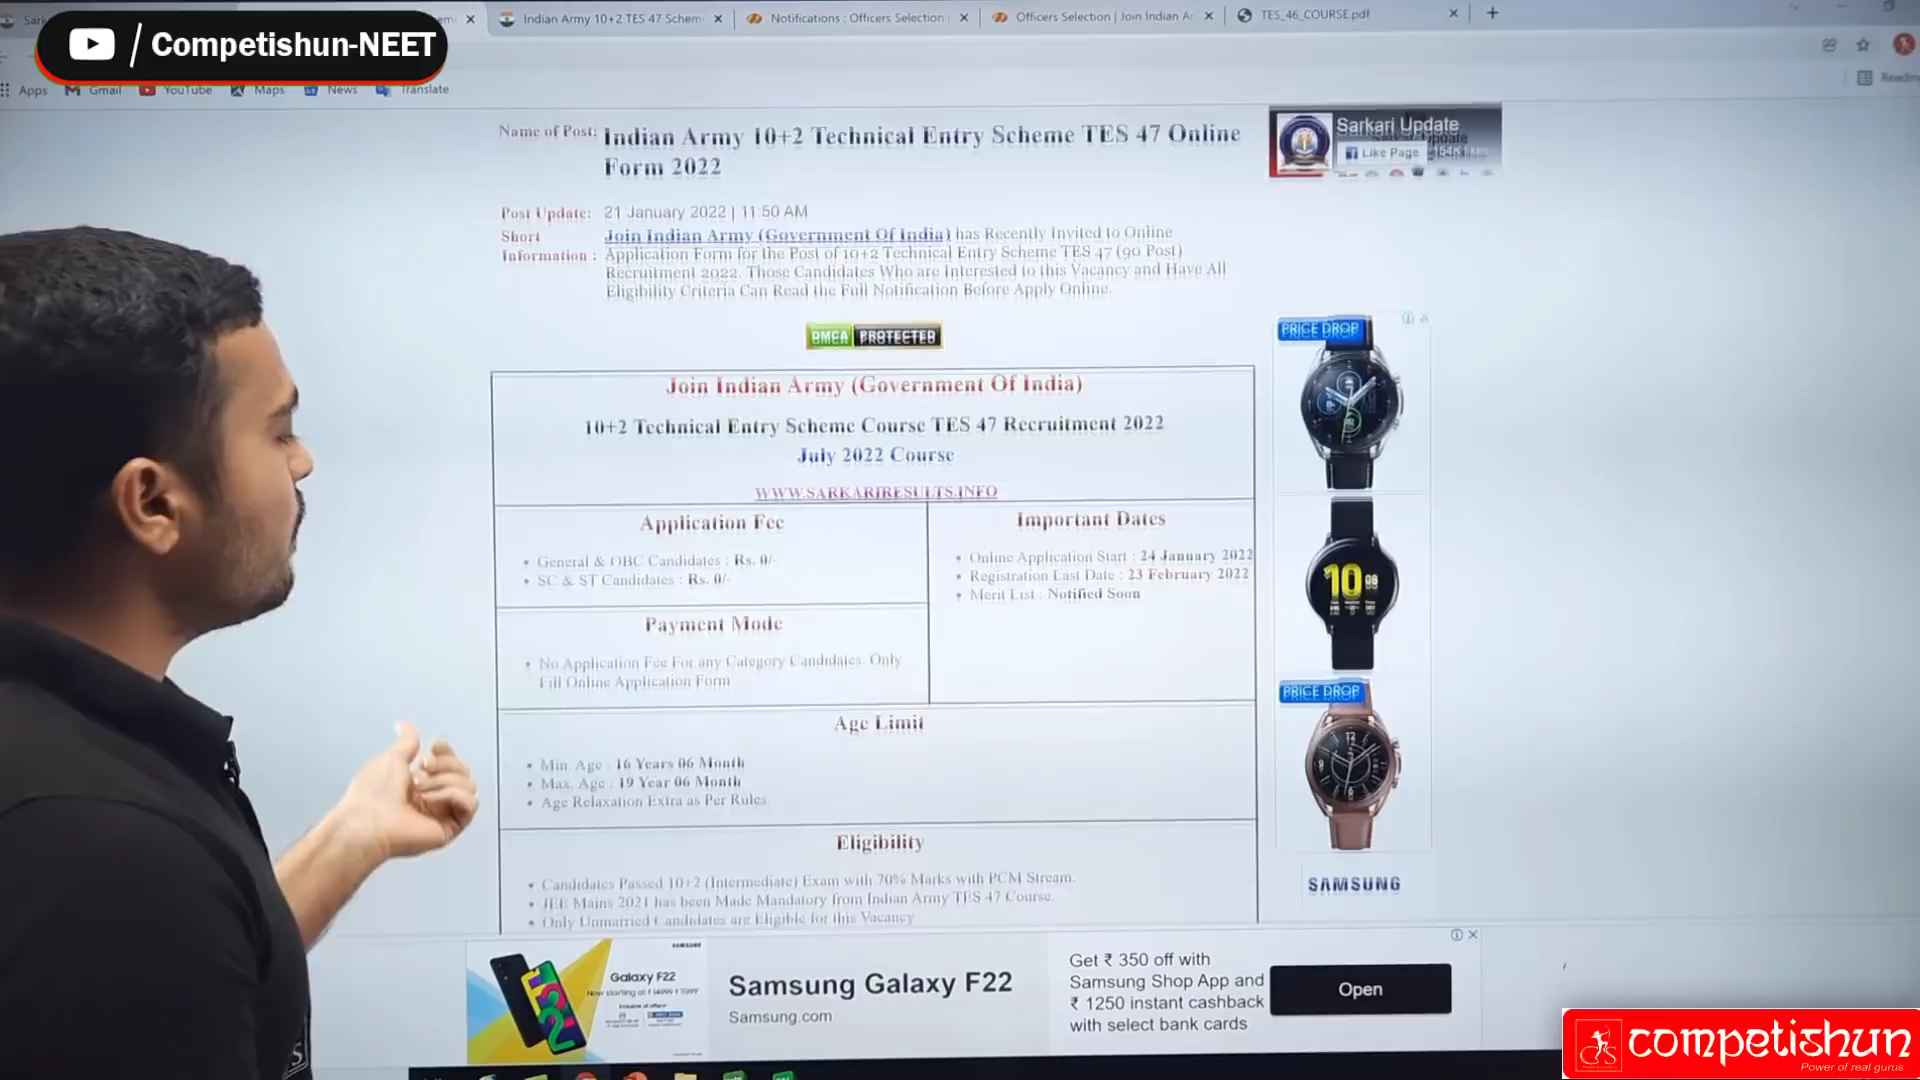 Indian Army 10+2 TES 47 Schem
Notifications : Officers Selection
Officers Selection | Join Indian Ar
TES_46_COURSE.pdf
/ Competishun-NEET
Apps
Gmail
YouTube
Maps
News
Translate
Name of Post:
Indian Army 10+2 Technical Entry Scheme TES 47 Online
Form 2022
Sarkari Update
Like Page
Post Update:
21 January 2022 | 11:50 AM
Short
Information :
Join Indian Army (Government Of India) has Recently Invited to Online
Application Form for the Post of 10+2 Technical Entry Scheme TES 47 (90 Post)
Recruitment 2022. Those Candidates Who are Interested to this Vacancy and Have All
Eligibility Criteria Can Read the Full Notification Before Apply Online.
DMCA PROTECTED
PRICE DROP
Join Indian Army (Government Of India)
10+2 Technical Entry Scheme Course TES 47 Recruitment 2022
July 2022 Course
WWW.SARKARIRESULTS.INFO
Application Fee
• General & OBC Candidates : Rs. 0/-
• SC & ST Candidates : Rs. 0/-
Important Dates
• Online Application Start : 24 January 2022
• Registration Last Date : 23 February 2022
• Merit List : Notified Soon
10 08
Payment Mode
• No Application Fee For any Category Candidates. Only
Fill Online Application Form
PRICE DROP
Age Limit
• Min. Age : 16 Years 06 Month
• Max. Age : 19 Year 06 Month
• Age Relaxation Extra as Per Rules.
12
Eligibility
• Candidates Passed 10+2 (Intermediate) Exam with 70% Marks with PCM Stream.
• JEE Mains 2021 has been Made Mandatory from Indian Army TES 47 Course.
• Only Unmarried Candidates are Eligible for this Vacancy
SAMSUNG
SAMSUNG
Galaxy F22
Samsung Galaxy F22
Samsung.com
Get ₹ 350 off with
Samsung Shop App and
₹ 1250 instant cashback
with select bank cards
Open
competishun
Power of real gurus